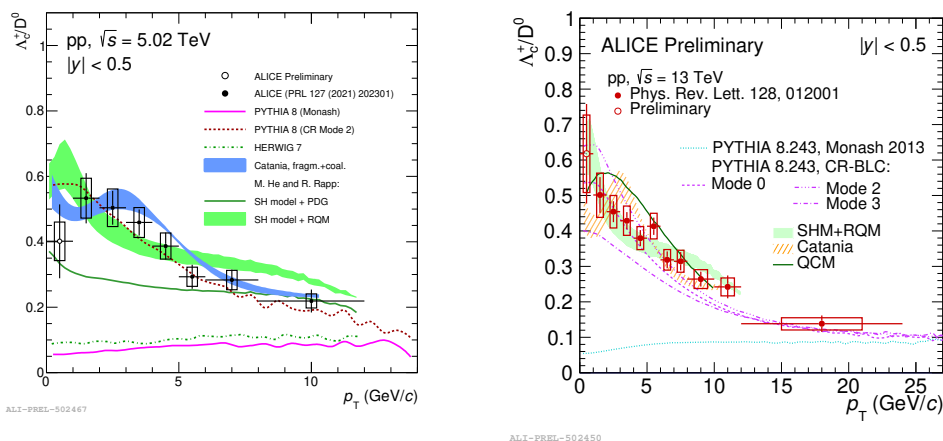 Λc+/D0
1
0.8
0.6
0.4
0.2
0
0
5
10
pp, √s = 5.02 TeV
|y| < 0.5
ALICE Preliminary
ALICE (PRL 127 (2021) 202301)
PYTHIA 8 (Monash)
PYTHIA 8 (CR Mode 2)
HERWIG 7
Catania, fragm.+coal.
M. He and R. Rapp:
SH model + PDG
SH model + RQM
pT (GeV/c)
ALI-PREL-502467
Λc+/D0
1
0.9
0.8
0.7
0.6
0.5
0.4
0.3
0.2
0.1
0
0
5
10
15
20
25
ALICE Preliminary
|y| < 0.5
pp, √s = 13 TeV
Phys. Rev. Lett. 128, 012001
Preliminary
PYTHIA 8.243, Monash 2013
PYTHIA 8.243, CR-BLC:
Mode 0
Mode 2
Mode 3
SHM+RQM
Catania
QCM
pT (GeV/c)
ALI-PREL-502450